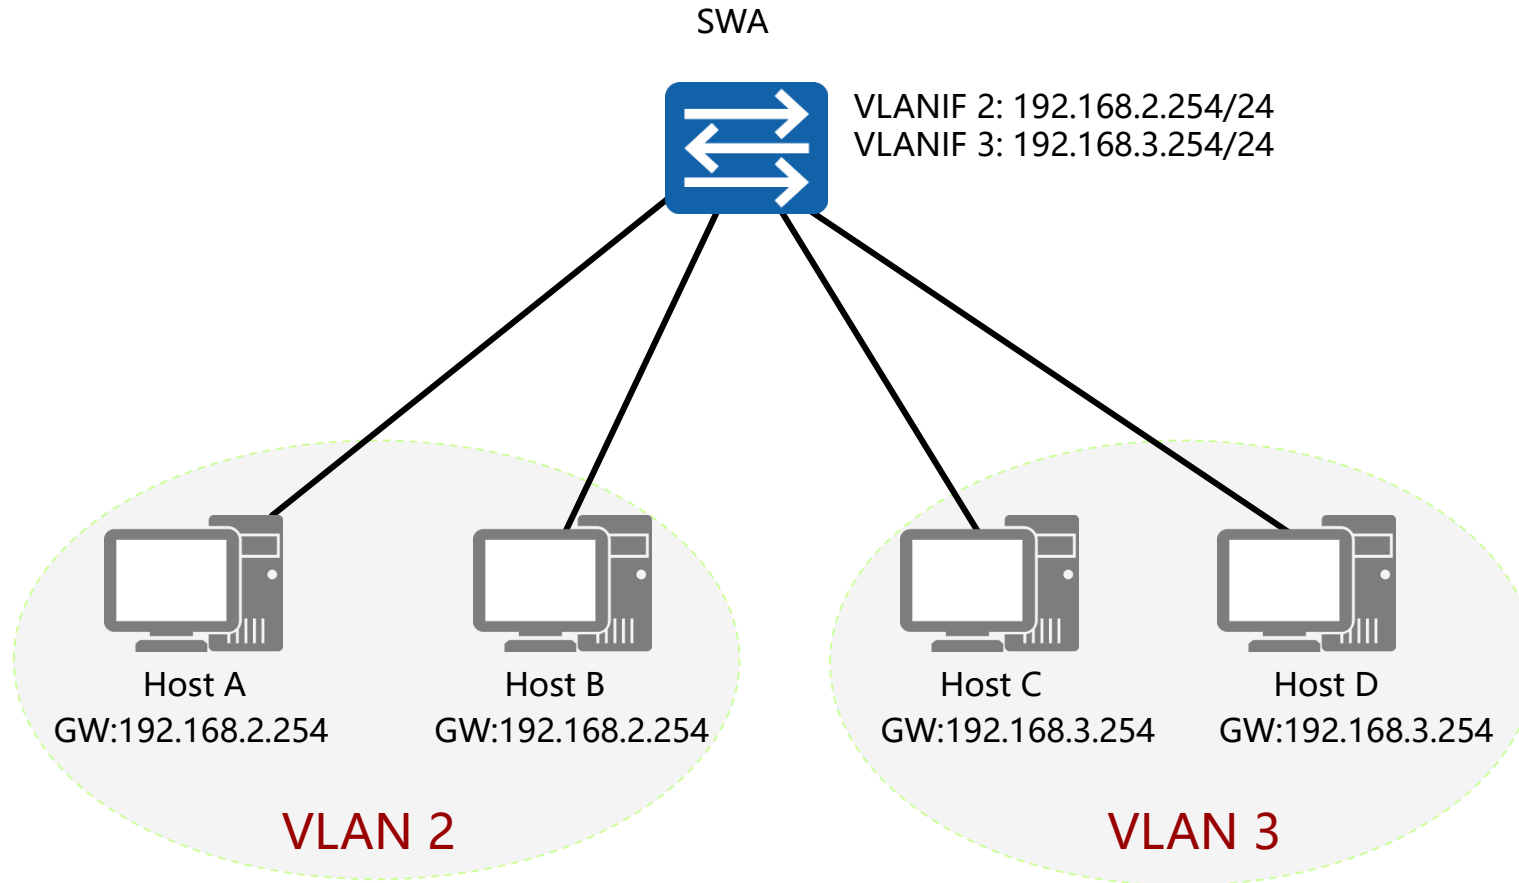 SWA
VLANIF 2: 192.168.2.254/24
VLANIF 3: 192.168.3.254/24
Host A
GW:192.168.2.254
Host B
GW:192.168.2.254
Host C
GW:192.168.3.254
Host D
GW:192.168.3.254
VLAN 2
VLAN 3